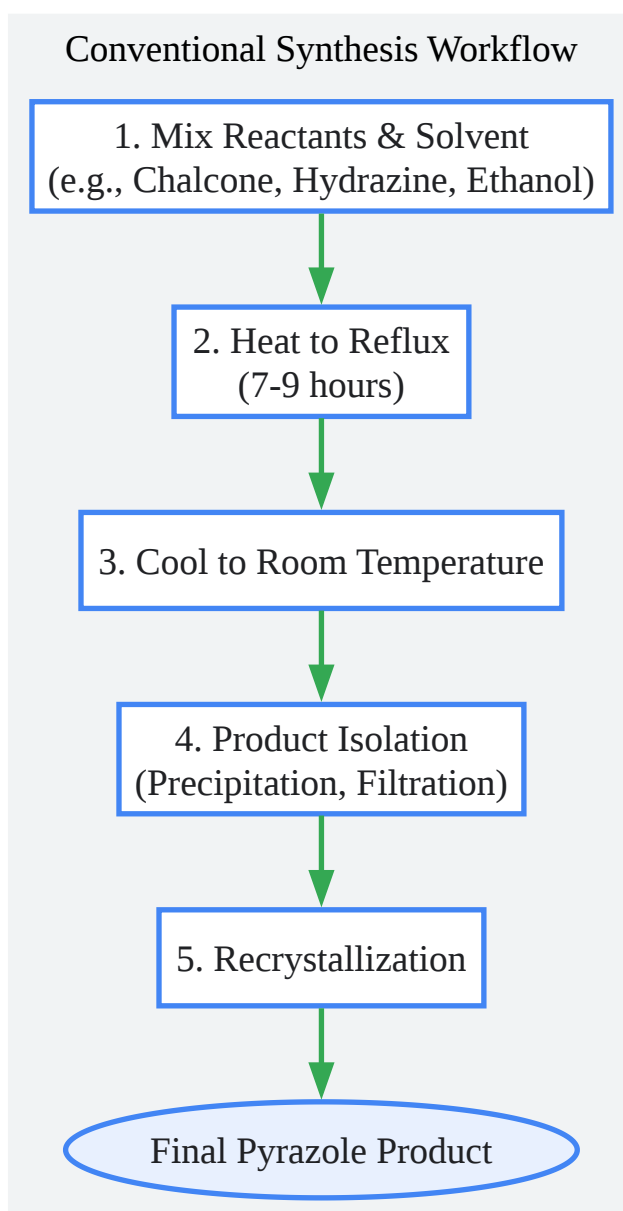 Conventional Synthesis Workflow
1. Mix Reactants & Solvent
(e.g., Chalcone, Hydrazine, Ethanol)
2. Heat to Reflux
(7-9 hours)
3. Cool to Room Temperature
4. Product Isolation
(Precipitation, Filtration)
5. Recrystallization
Final Pyrazole Product